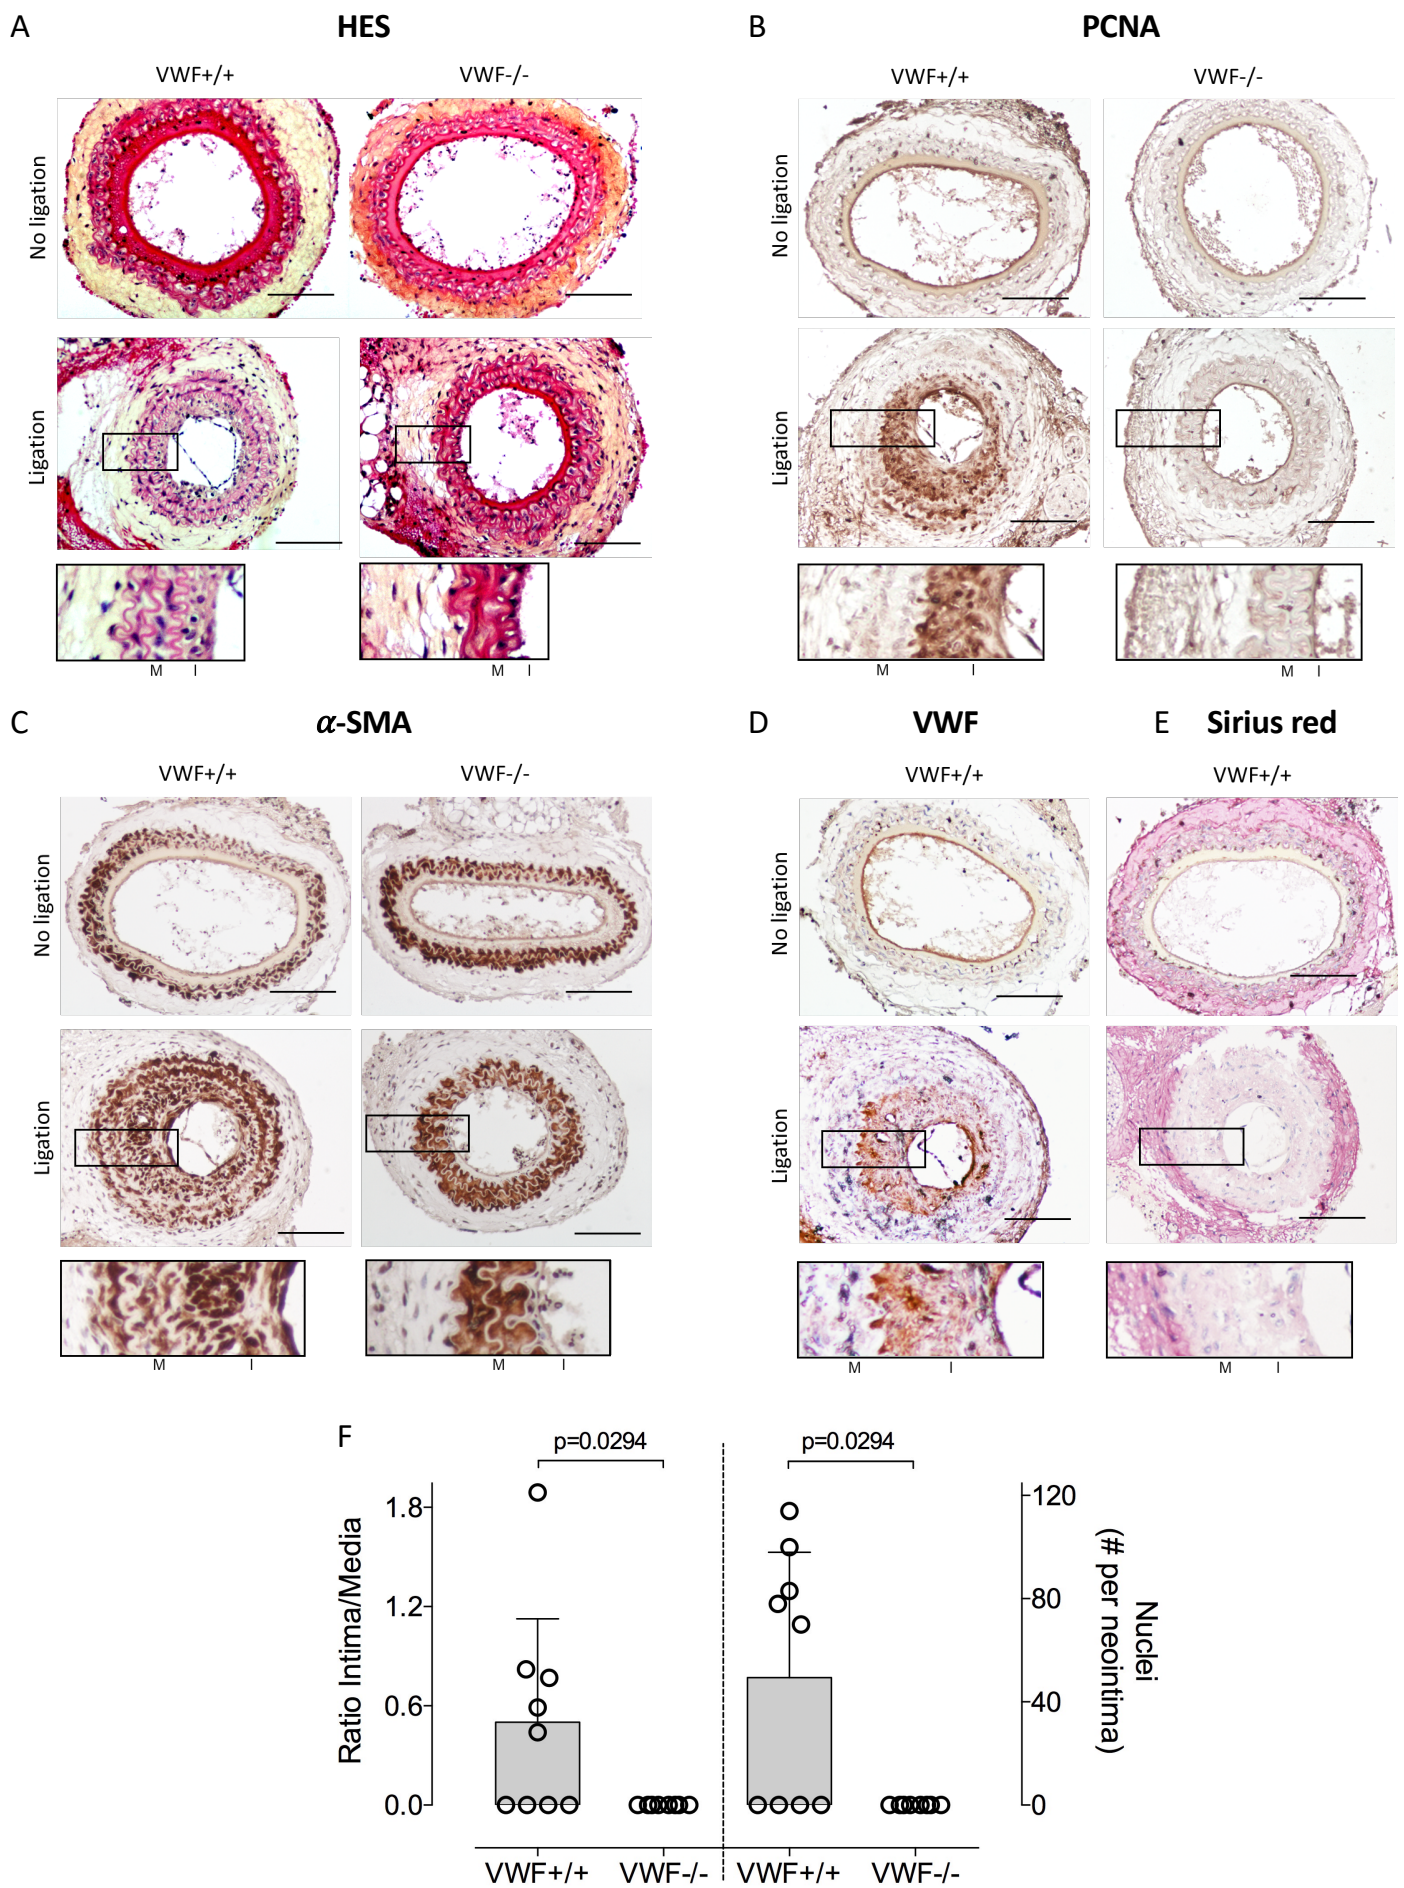 A HES
VWF+/+ VWF-/-
No ligation
Ligation
M I M I
B PCNA
VWF+/+ VWF-/-
No ligation
Ligation
M I M I
C α-SMA
VWF+/+ VWF-/-
No ligation
Ligation
M I M I
D VWF E Sirius red
VWF+/+ VWF+/+
No ligation
Ligation
M I M I
F
p=0.0294 p=0.0294
Ratio Intima/Media
1.8
1.2
0.6
0.0
120
80
40
0
Nuclei
(# per neointima)
VWF+/+ VWF-/- VWF+/+ VWF-/-